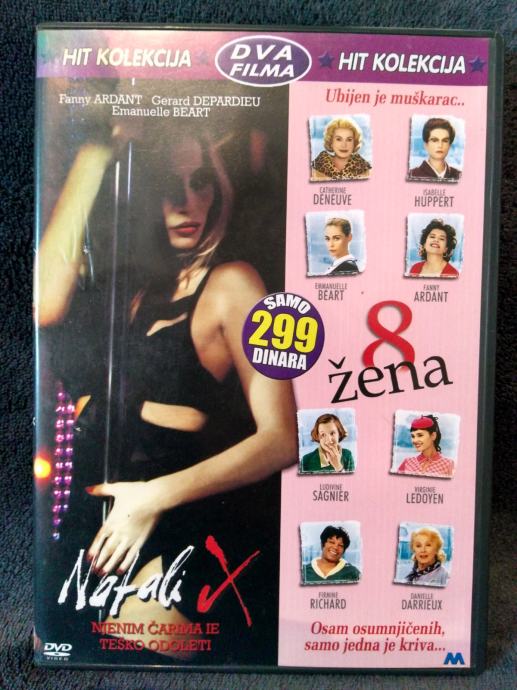 HIT KOLEKCIJA
DVA
FILMA
HIT KOLEKCIJA
Fanny ARDANT Gerard DEPARDIEU
Emanuelle BEART
Natali X
NJENIM ČARIMA JE
TEŠKO ODOLETI
DVD
VIDEO
SAMO
299
DINARA
Ubijen je muškarac..
CATHERINE
DENEUVE
ISABELLE
HUPPERT
EMMANUELLE
BEART
FANNY
ARDANT
8
žena
LUDIVINE
SAGNIER
VIRGINIE
LEDOYEN
FIRMINE
RICHARD
DANIELLE
DARRIEUX
Osam osumnjičenih,
samo jedna je kriva...